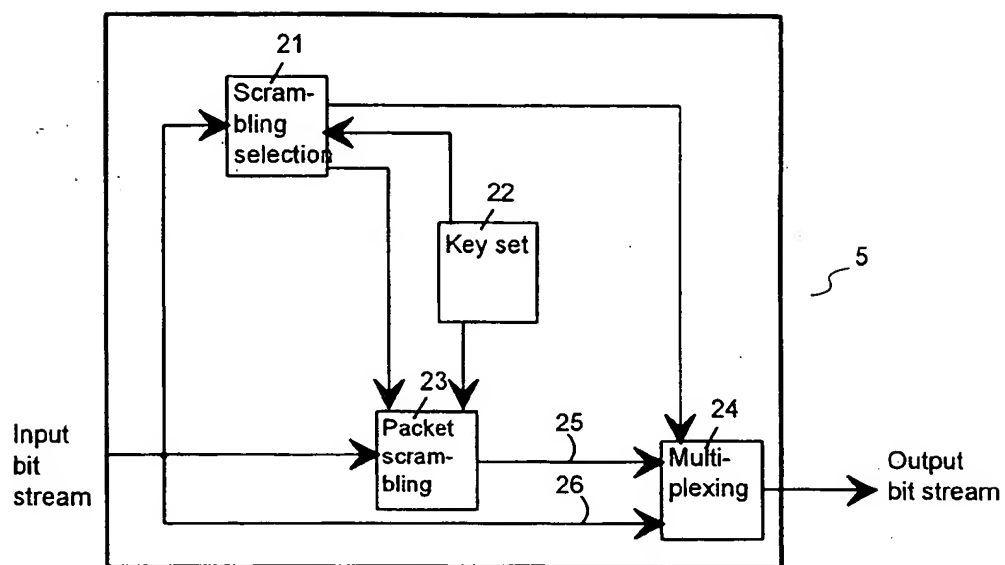 21
Scram-
bling
selection
22
Key set
5
23
Packet
scram-
bling
24
Multi-
plexing
25
26
Input
bit
stream
Output
bit stream